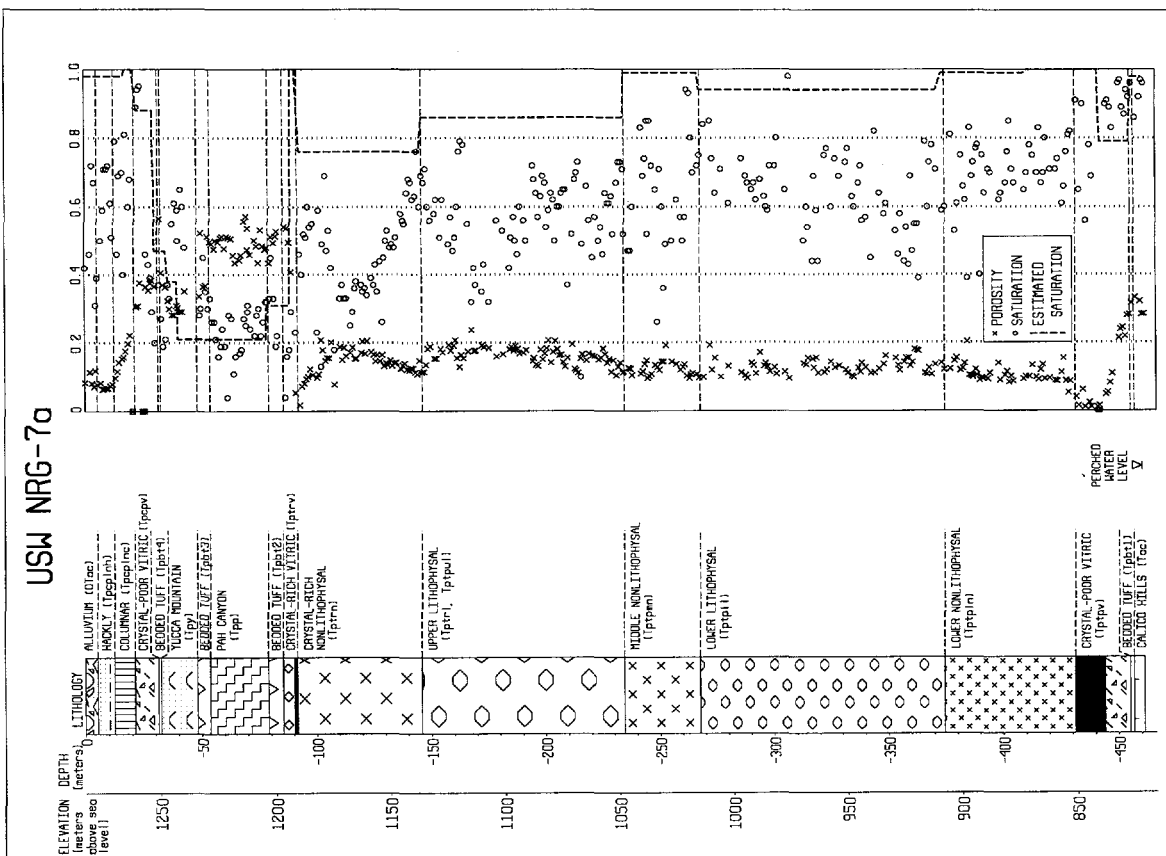 USW NRG-7a
1.0
0.8
0.6
0.4
0.2
0
× POROSITY
○ SATURATION
ESTIMATED
SATURATION
PERCHED
WATER
LEVEL
ALLUVIUM (QTac)
HACKLY (Tpcplnh)
COLUMNAR (Tpcplnc)
CRYSTAL-POOR VITRIC (Tpcpv)
BEDDED TUFF (Tpbt4)
YUCCA MOUNTAIN
(Tpy)
BEDDED TUFF (Tpbt3)
PAH CANYON
(Tpp)
BEDDED TUFF (Tpbt2)
CRYSTAL-RICH VITRIC (Tptrv)
CRYSTAL-RICH
NONLITHOPHYSAL
(Tptrn)
UPPER LITHOPHYSAL
(Tptrl, Tptpul)
MIDDLE NONLITHOPHYSAL
(Tptpmn)
LOWER LITHOPHYSAL
(Tptpll)
LOWER NONLITHOPHYSAL
(Tptpln)
CRYSTAL-POOR VITRIC
(Tptpv)
BEDDED TUFF (Tpbt1)
CALICO HILLS (Tac)
LITHOLOGY
DEPTH
(meters)
0
-50
-100
-150
-200
-250
-300
-350
-400
-450
ELEVATION
(meters
above sea
level)
1250
1200
1150
1100
1050
1000
950
900
850